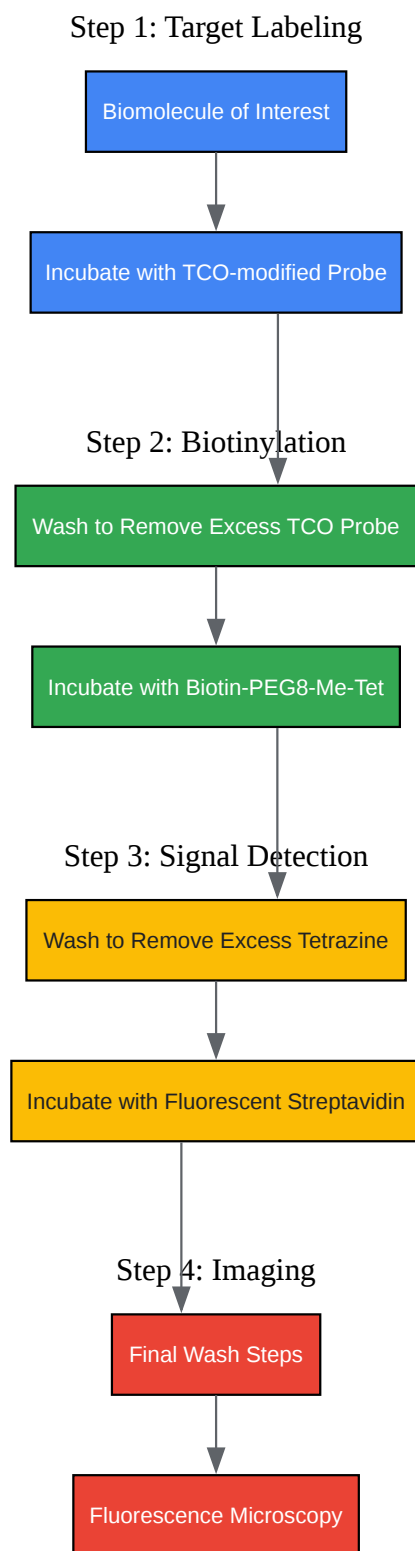 Step 1: Target Labeling
Biomolecule of Interest
Incubate with TCO-modified Probe
Step 2: Biotinylation
Wash to Remove Excess TCO Probe
Incubate with Biotin-PEG8-Me-Tet
Step 3: Signal Detection
Wash to Remove Excess Tetrazine
Incubate with Fluorescent Streptavidin
Step 4: Imaging
Final Wash Steps
Fluorescence Microscopy